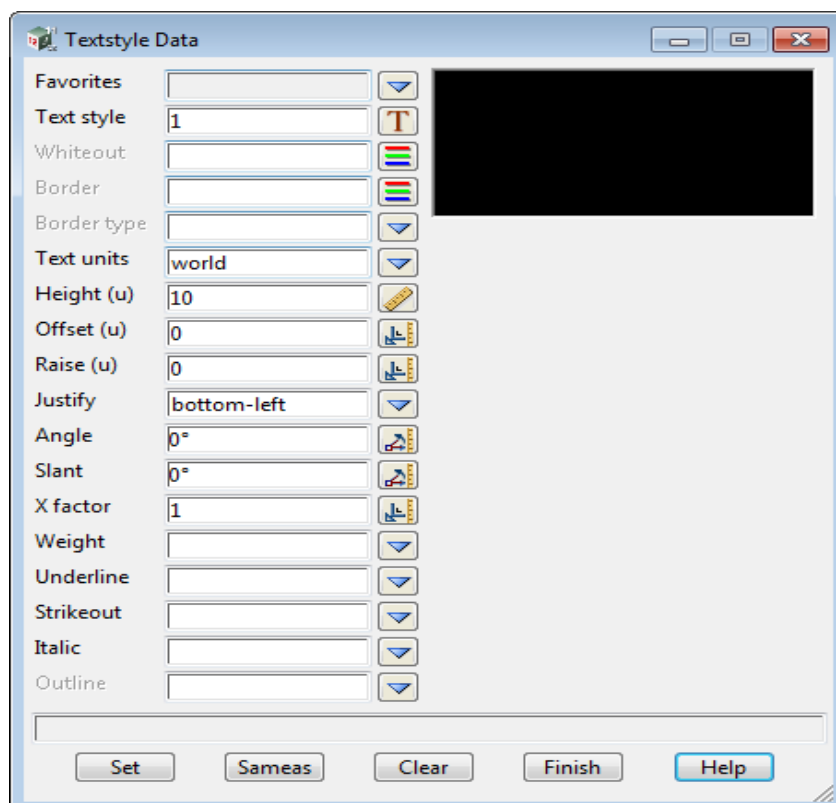 Textstyle Data
Favorites
Text style 1 T
Whiteout
Border
Border type
Text units world
Height (u) 10
Offset (u) 0
Raise (u) 0
Justify bottom-left
Angle 0°
Slant 0°
X factor 1
Weight
Underline
Strikeout
Italic
Outline
Set Sameas Clear Finish Help